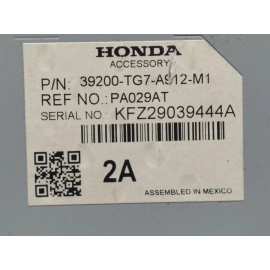 HONDA
ACCESSORY
P/N: 39200-TG7-A912-M1
REF NO.: PA029AT
SERIAL NO.: KFZ29039444A
2A
ASSEMBLED IN MEXICO